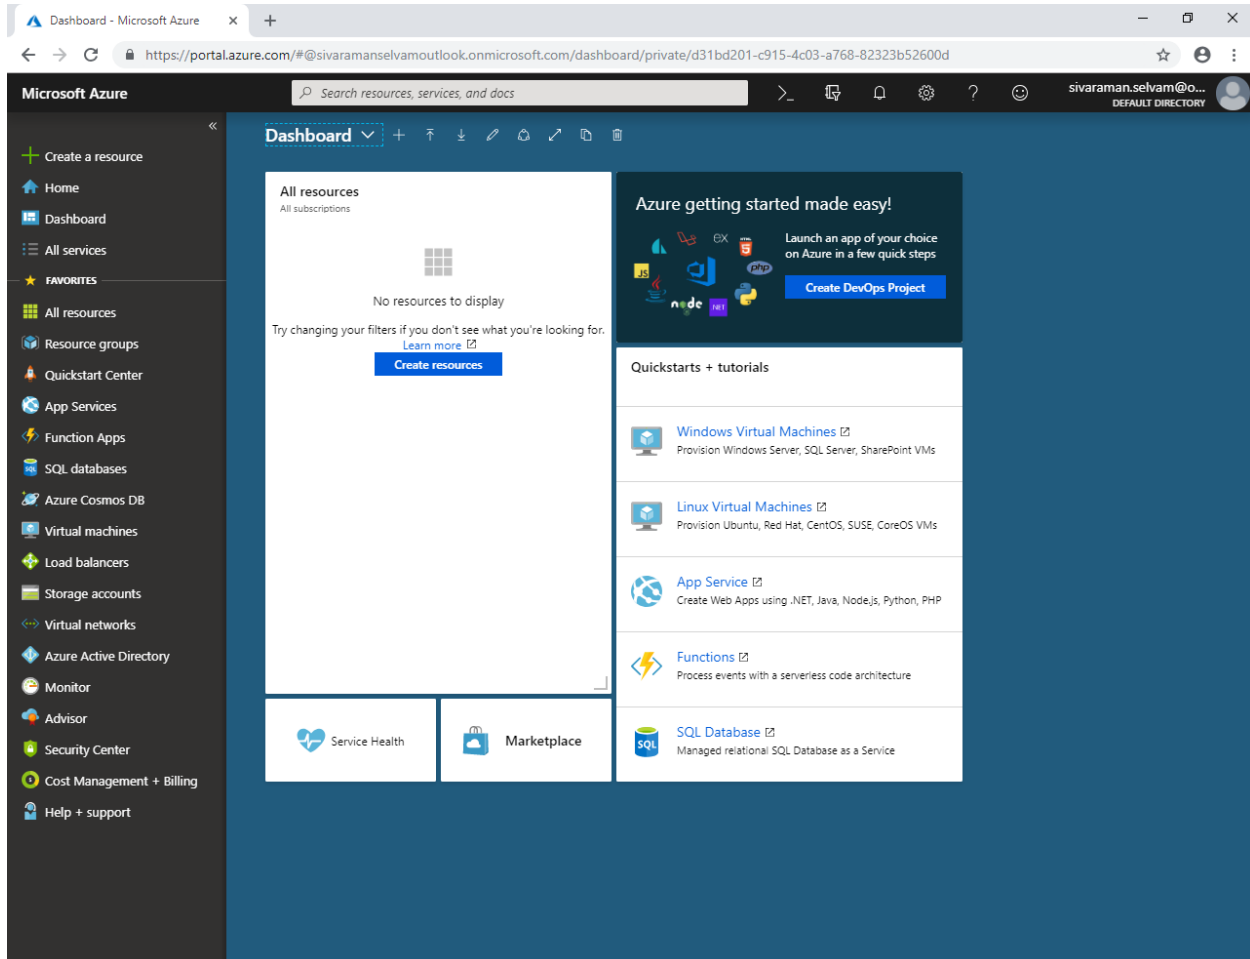 Dashboard - Microsoft Azure
https://portal.azure.com/#@sivaramanselvamoutlook.onmicrosoft.com/dashboard/private/d31bd201-c915-4c03-a768-82323b52600d
Microsoft Azure
Search resources, services, and docs
sivaraman.selvam@o...
DEFAULT DIRECTORY
Create a resource
Home
Dashboard
All services
FAVORITES
All resources
Resource groups
Quickstart Center
App Services
Function Apps
SQL databases
Azure Cosmos DB
Virtual machines
Load balancers
Storage accounts
Virtual networks
Azure Active Directory
Monitor
Advisor
Security Center
Cost Management + Billing
Help + support
Dashboard
All resources
All subscriptions
No resources to display
Try changing your filters if you don't see what you're looking for.
Learn more
Create resources
Service Health
Marketplace
Azure getting started made easy!
Launch an app of your choice
on Azure in a few quick steps
Create DevOps Project
ex
HTML
5
JS
php
node
.NET
Quickstarts + tutorials
Windows Virtual Machines
Provision Windows Server, SQL Server, SharePoint VMs
Linux Virtual Machines
Provision Ubuntu, Red Hat, CentOS, SUSE, CoreOS VMs
App Service
Create Web Apps using .NET, Java, Node.js, Python, PHP
Functions
Process events with a serverless code architecture
SQL
SQL Database
Managed relational SQL Database as a Service